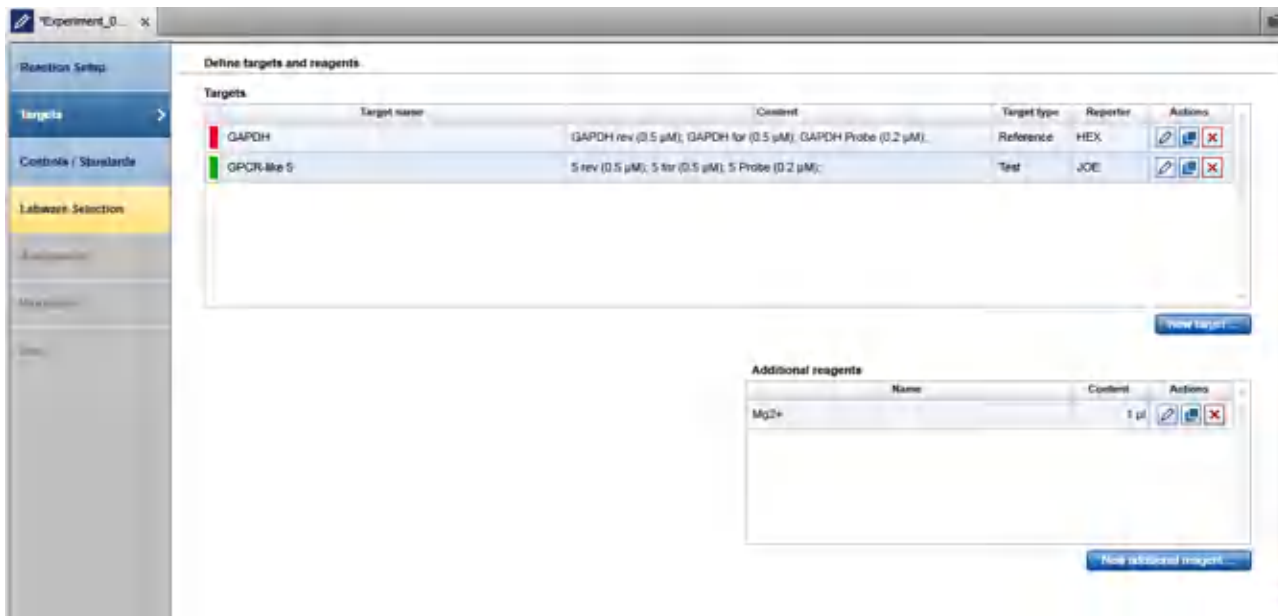 *Experiment_0...
Reaction Setup
Targets
Controls / Standards
Labware Selection
Define targets and reagents
Targets
Target name Content Target type Reporter Actions
GAPDH GAPDH rev (0.5 µM); GAPDH for (0.5 µM); GAPDH Probe (0.2 µM); Reference HEX
GPCR-like 5 5 rev (0.5 µM); 5 for (0.5 µM); 5 Probe (0.2 µM); Test JOE
New target ...
Additional reagents
Name Content Actions
Mg2+ 1 µl
New additional reagent ...